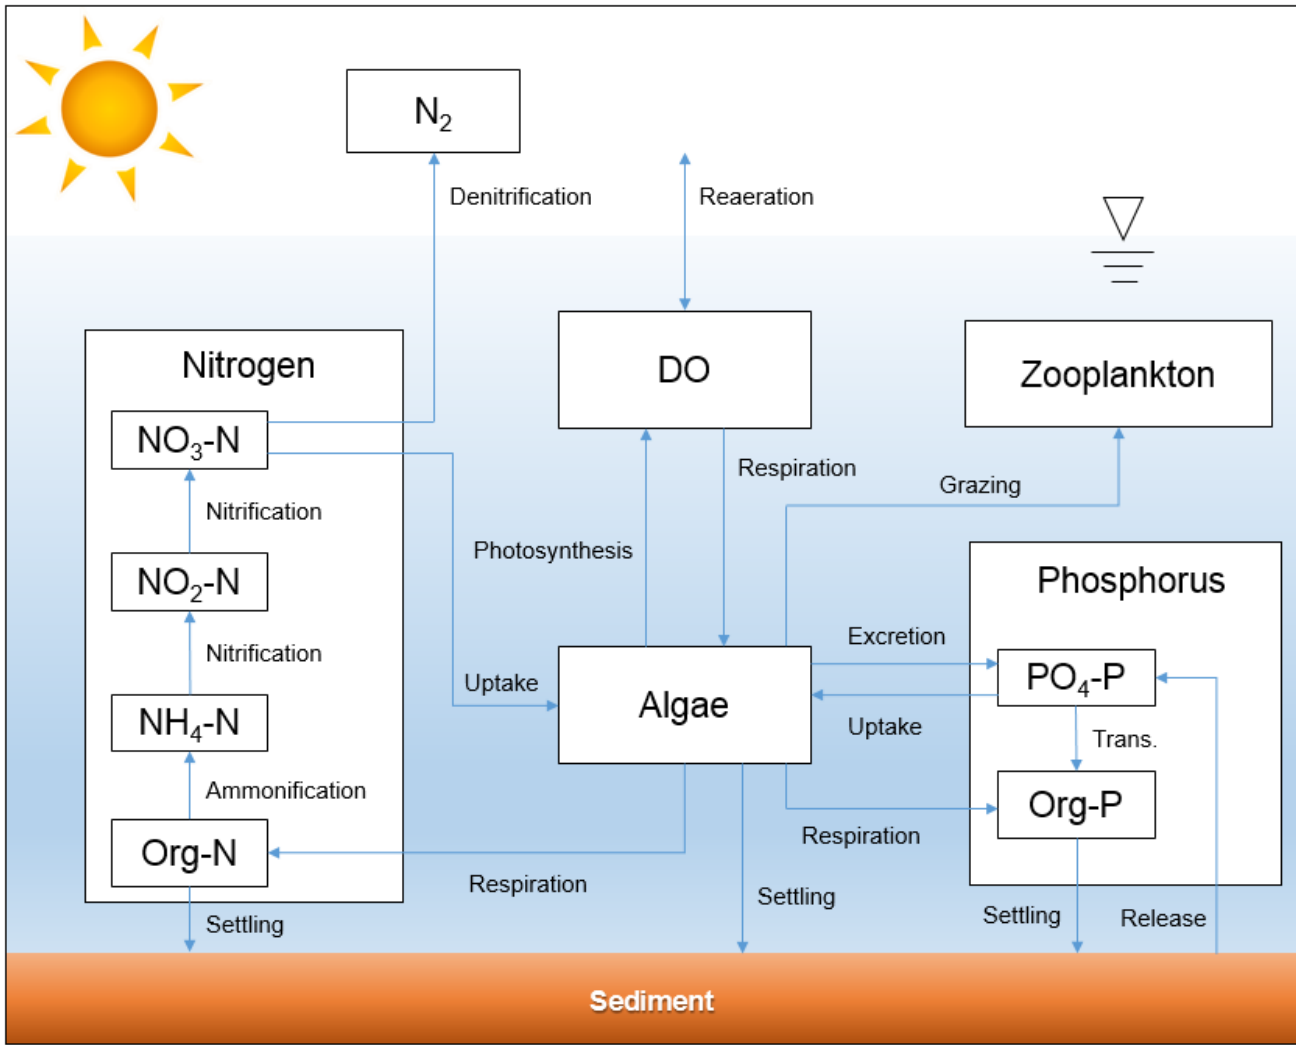 N₂
Denitrification
Reaeration
Nitrogen
DO
Zooplankton
NO₃-N
Respiration
Grazing
Nitrification
Photosynthesis
NO₂-N
Phosphorus
Nitrification
Excretion
Uptake
Algae
PO₄-P
NH₄-N
Uptake
Trans.
Ammonification
Org-P
Respiration
Org-N
Respiration
Settling
Settling
Settling
Release
Sediment